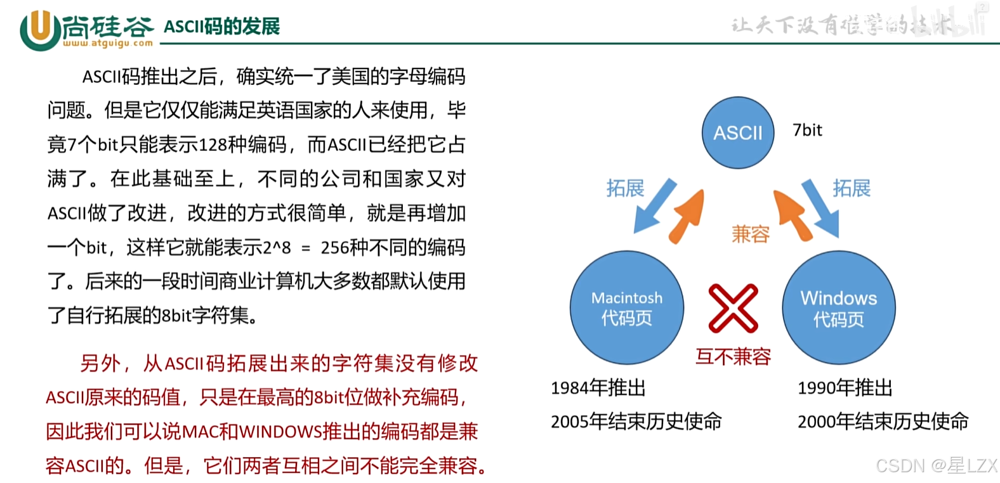 尚硅谷
www.atguigu.com
ASCII码的发展
让天下没有难学的技术
bilibili
ASCII码推出之后，确实统一了美国的字母编码
问题。但是它仅仅能满足英语国家的人来使用，毕
竟7个bit只能表示128种编码，而ASCII已经把它占
满了。在此基础至上，不同的公司和国家又对
ASCII做了改进，改进的方式很简单，就是再增加
一个bit，这样它就能表示2^8 = 256种不同的编码
了。后来的一段时间商业计算机大多数都默认使用
了自行拓展的8bit字符集。
另外，从ASCII码拓展出来的字符集没有修改
ASCII原来的码值，只是在最高的8bit位做补充编码，
因此我们可以说MAC和WINDOWS推出的编码都是兼
容ASCII的。但是，它们两者互相之间不能完全兼容。
ASCII
7bit
拓展
拓展
兼容
Macintosh
代码页
Windows
代码页
互不兼容
1984年推出
2005年结束历史使命
1990年推出
2000年结束历史使命
CSDN @星LZX